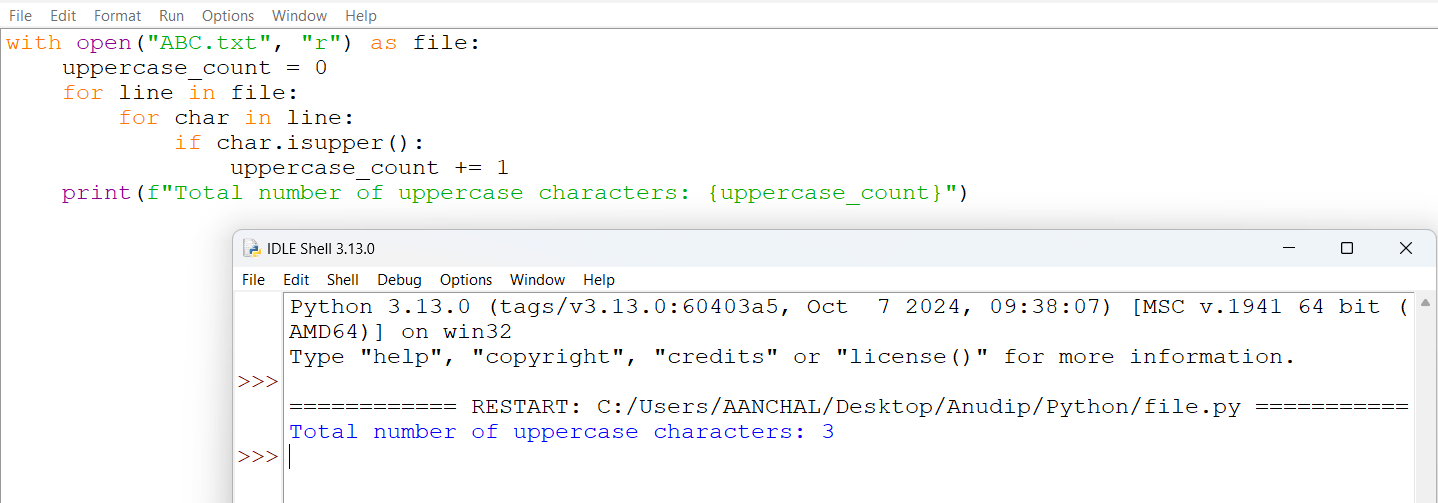 File Edit Format Run Options Window Help
with open("ABC.txt", "r") as file:
    uppercase_count = 0
    for line in file:
        for char in line:
            if char.isupper():
                uppercase_count += 1
    print(f"Total number of uppercase characters: {uppercase_count}")
IDLE Shell 3.13.0
File Edit Shell Debug Options Window Help
Python 3.13.0 (tags/v3.13.0:60403a5, Oct  7 2024, 09:38:07) [MSC v.1941 64 bit (
AMD64)] on win32
Type "help", "copyright", "credits" or "license()" for more information.
>>>
============ RESTART: C:/Users/AANCHAL/Desktop/Anudip/Python/file.py ===========
Total number of uppercase characters: 3
>>>